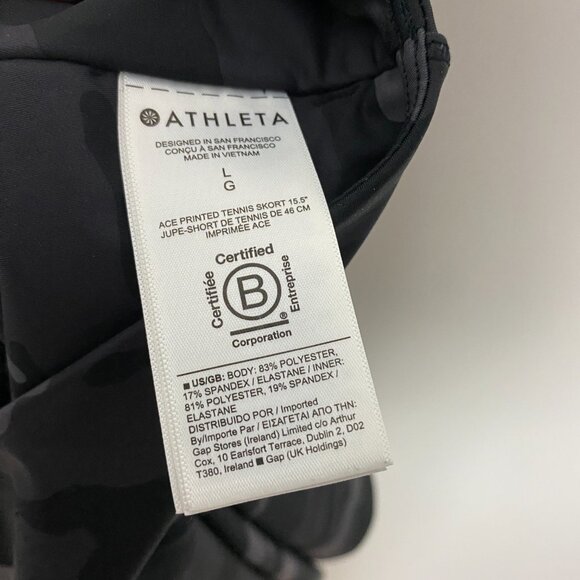 ATHLETA
DESIGNED IN SAN FRANCISCO
CONÇU À SAN FRANCISCO
MADE IN VIETNAM
L
G
ACE PRINTED TENNIS SKORT 15.5"
JUPE-SHORT DE TENNIS DE 46 CM
IMPRIMÉE ACE
Certified
Certifiée
B
Entreprise
®
Corporation
■ US/GB: BODY: 83% POLYESTER,
17% SPANDEX / ELASTANE / INNER:
81% POLYESTER, 19% SPANDEX /
ELASTANE
DISTRIBUIDO POR / Imported
By/Importe Par / ΕΙΣΑΓΕΤΑΙ ΑΠΟ ΤΗΝ:
Gap Stores (Ireland) Limited c/o Arthur
Cox, 10 Earlsfort Terrace, Dublin 2, D02
T380, Ireland ■ Gap (UK Holdings)